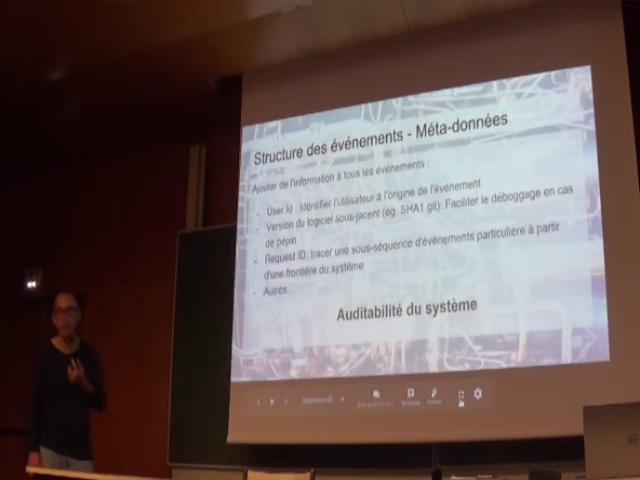 Structure des événements - Méta-données
Ajouter de l'information à tous les événements :
- User Id : Identifier l'utilisateur à l'origine de l'événement
- Version du logiciel sous-jacent (eg. SHA1 git): Faciliter le déboggage en cas
de pépin
- Request ID: tracer une sous-séquence d'événements particulière à partir
d'une frontière du système
- Autres
Auditabilité du système